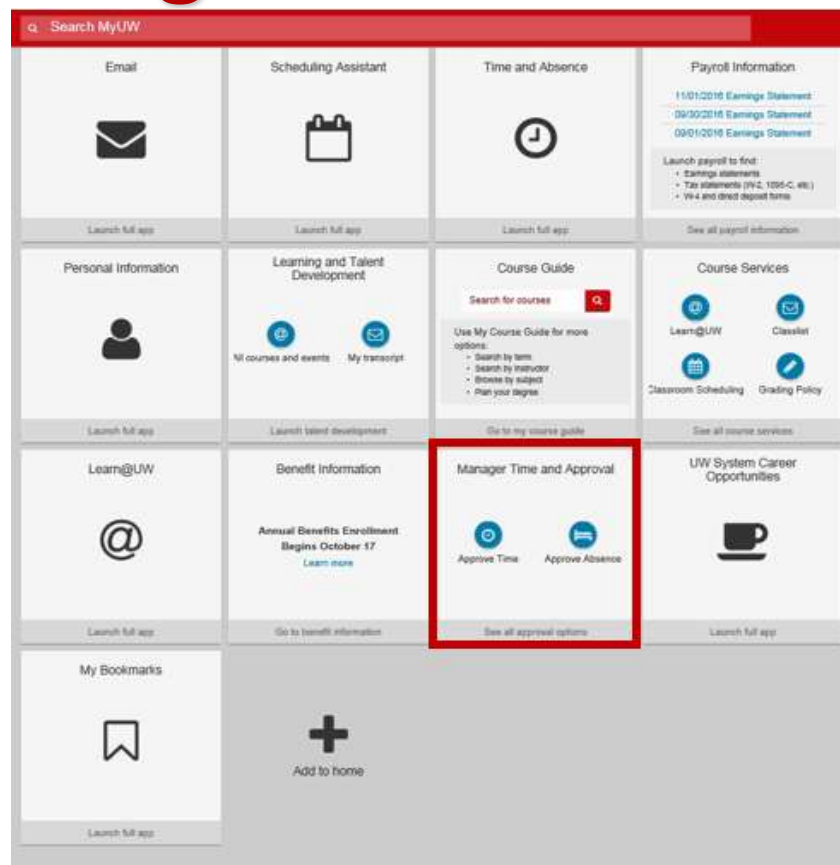 Search MyUW
Email
Launch full app
Scheduling Assistant
Launch full app
Time and Absence
Launch full app
Payroll Information
11/01/2016 Earnings Statement
09/30/2016 Earnings Statement
09/01/2016 Earnings Statement
Launch payroll to find:
• Earnings statements
• Tax statements (W-2, 1095-C, etc.)
• W-4 and direct deposit forms
See all payroll information
Personal Information
Launch full app
Learning and Talent
Development
All courses and events
My transcript
Launch talent development
Course Guide
Search for courses
Use My Course Guide for more
options:
• Search by term
• Search by instructor
• Browse by subject
• Plan your degree
Go to my course guide
Course Services
Learn@UW
Classlist
Classroom Scheduling
Grading Policy
See all course services
Learn@UW
@
Launch full app
Benefit Information
Annual Benefits Enrollment
Begins October 17
Learn more
Go to benefit information
Manager Time and Approval
Approve Time
Approve Absence
See all approval options
UW System Career
Opportunities
Launch full app
My Bookmarks
Launch full app
Add to home